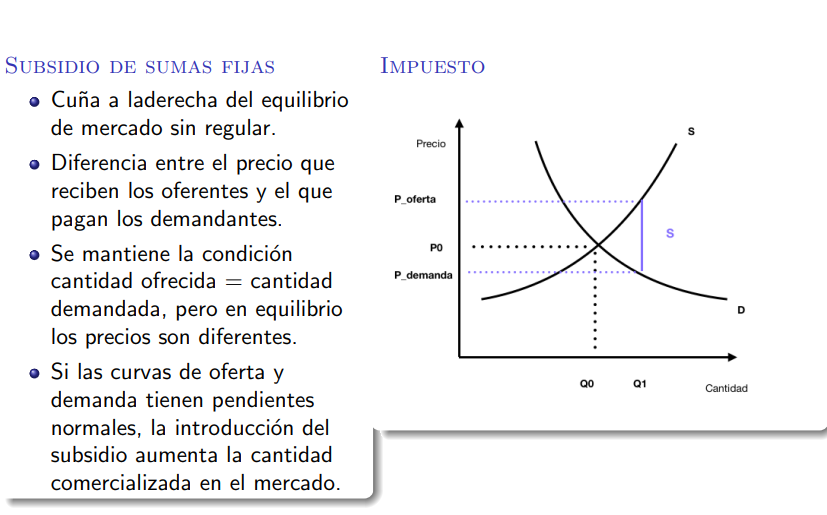 Subsidio de sumas fijas
Cuña a laderecha del equilibrio
de mercado sin regular.
Diferencia entre el precio que
reciben los oferentes y el que
pagan los demandantes.
Se mantiene la condición
cantidad ofrecida = cantidad
demandada, pero en equilibrio
los precios son diferentes.
Si las curvas de oferta y
demanda tienen pendientes
normales, la introducción del
subsidio aumenta la cantidad
comercializada en el mercado.
Impuesto
S
Precio
P_oferta
S
P0
P_demanda
D
Q0 Q1 Cantidad